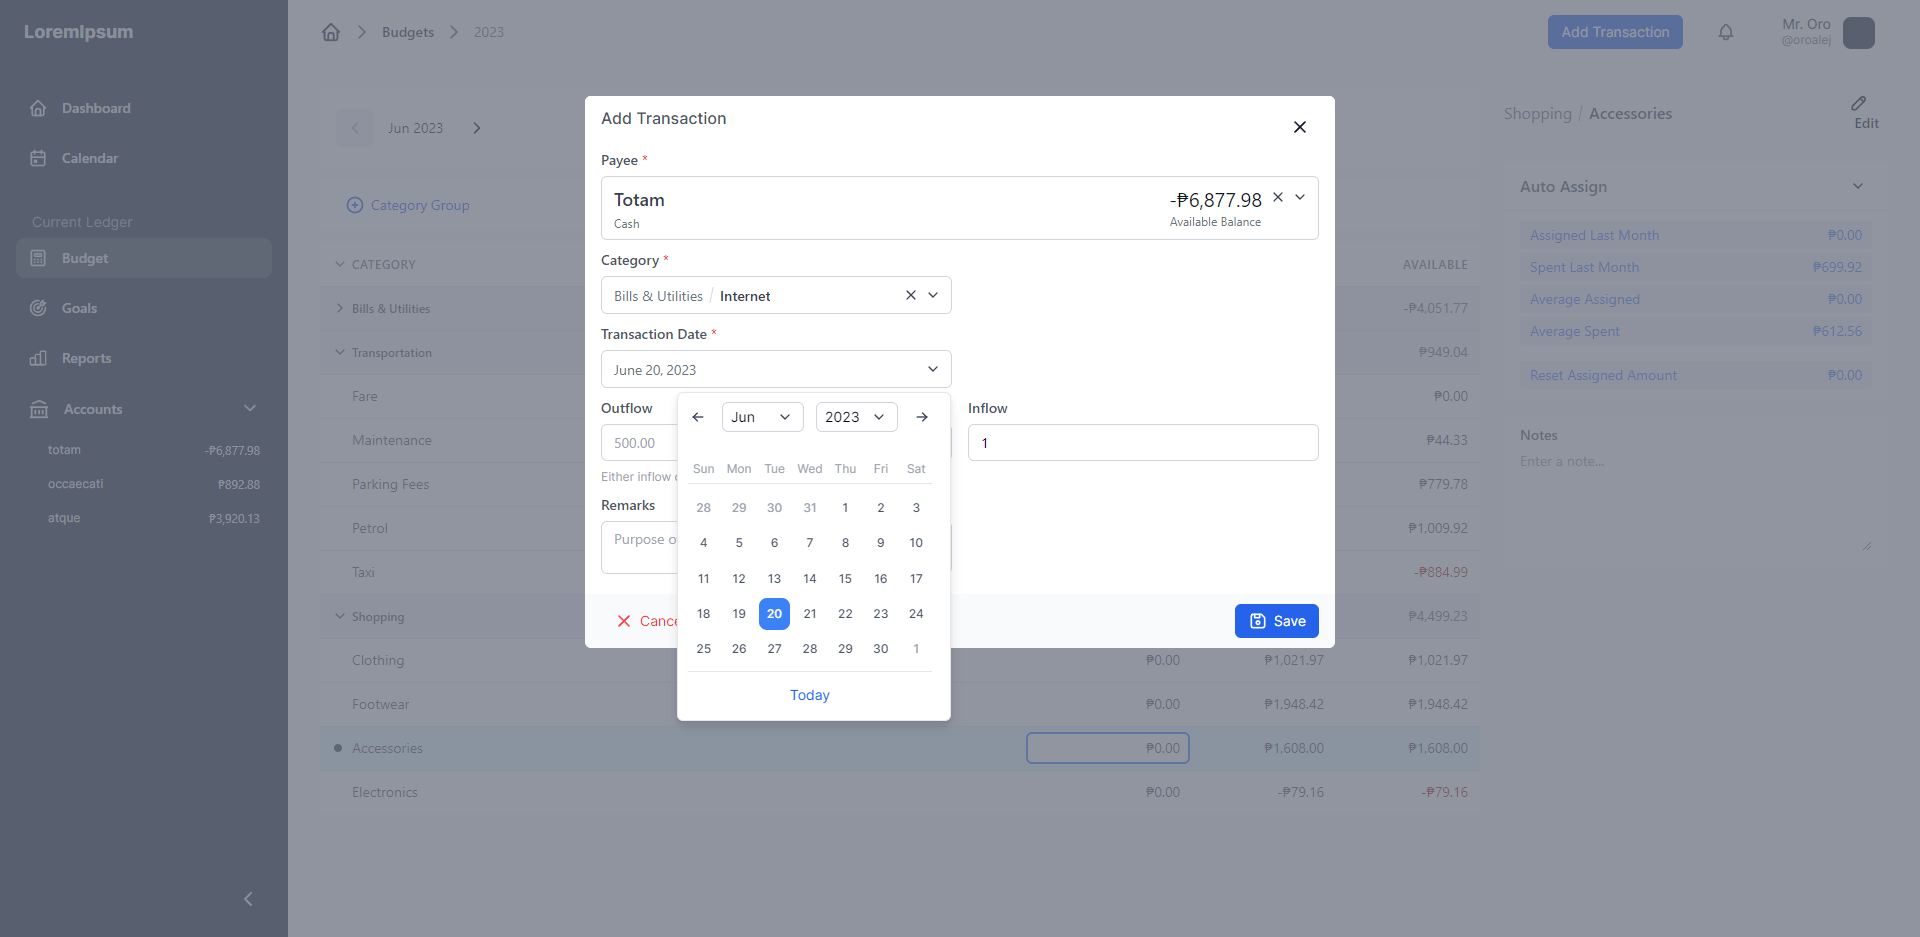 LoremIpsum
Dashboard
Calendar
Current Ledger
Budget
Goals
Reports
Accounts
totam -₱6,877.98
occaecati ₱892.88
atque ₱3,920.13
Budgets 2023
Add Transaction
Mr. Oro
@oroalej
Jun 2023
Category Group
CATEGORY AVAILABLE
Bills & Utilities -₱4,051.77
Transportation ₱949.04
Fare ₱0.00
Maintenance ₱44.33
Parking Fees ₱779.78
Petrol ₱1,009.92
Taxi -₱884.99
Shopping ₱4,499.23
Clothing ₱0.00 ₱1,021.97 ₱1,021.97
Footwear ₱0.00 ₱1,948.42 ₱1,948.42
Accessories ₱0.00 ₱1,608.00 ₱1,608.00
Electronics ₱0.00 -₱79.16 -₱79.16
Add Transaction
Payee *
Totam -₱6,877.98
Cash Available Balance
Category *
Bills & Utilities / Internet
Transaction Date *
June 20, 2023
Outflow Inflow
500.00 1
Either inflow
Remarks
Purpose
Save
Jun 2023
Sun Mon Tue Wed Thu Fri Sat
28 29 30 31 1 2 3
4 5 6 7 8 9 10
11 12 13 14 15 16 17
18 19 20 21 22 23 24
25 26 27 28 29 30 1
Today
Shopping / Accessories
Edit
Auto Assign
Assigned Last Month ₱0.00
Spent Last Month ₱699.92
Average Assigned ₱0.00
Average Spent ₱612.56
Reset Assigned Amount ₱0.00
Notes
Enter a note...